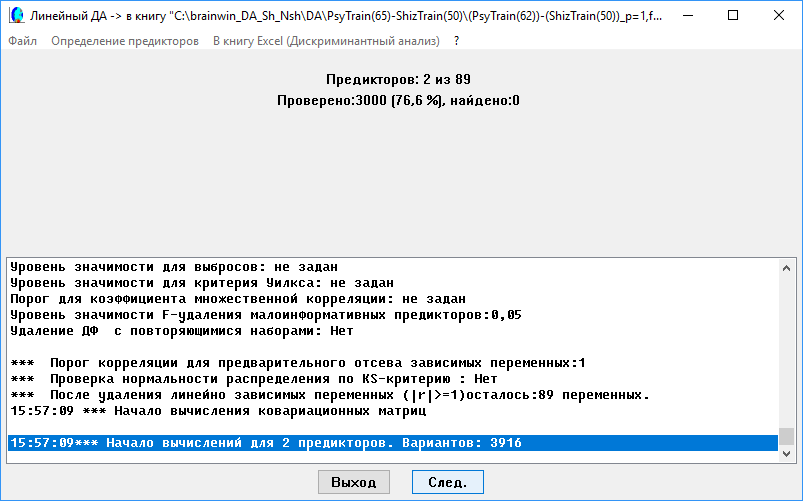 Линейный ДА -> в книгу "C:\brainwin_DA_Sh_Nsh\DA\PsyTrain(65)-ShizTrain(50)\(PsyTrain(62))-(ShizTrain(50))_p=1,f...
Файл Определение предикторов В книгу Excel (Дискриминантный анализ) ?
Предикторов: 2 из 89
Проверено:3000 (76,6 %), найдено:0
Уровень значимости для выбросов: не задан
Уровень значимости для критерия Уилкса: не задан
Порог для коэффициента множественной корреляции: не задан
Уровень значимости F-удаления малоинформативных предикторов:0,05
Удаление ДФ  с повторяющимися наборами: Нет
***  Порог корреляции для предварительного отсева зависимых переменных:1
***  Проверка нормальности распределения по KS-критерию : Нет
***  После удаления линейно зависимых переменных (|r|>=1)осталось:89 переменных.
15:57:09 *** Начало вычисления ковариационных матриц
15:57:09*** Начало вычислений для 2 предикторов. Вариантов: 3916
Выход След.